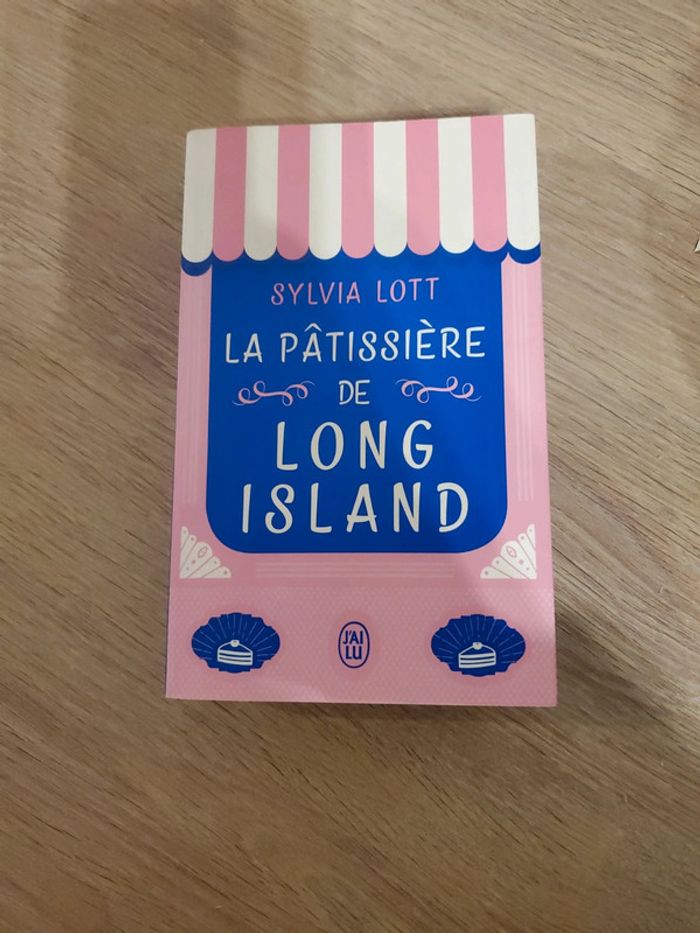 SYLVIA LOTT
LA PÂTISSIÈRE
DE
LONG
ISLAND
J'AI
LU